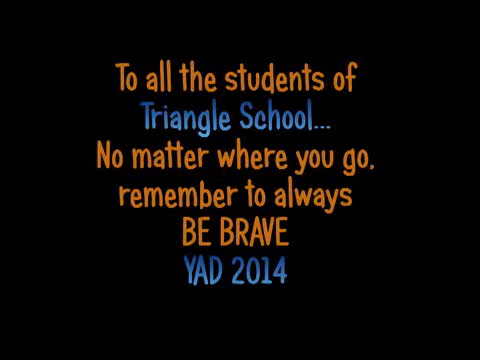 To all the students of
Triangle School...
No matter where you go,
remember to always
BE BRAVE
YAD 2014